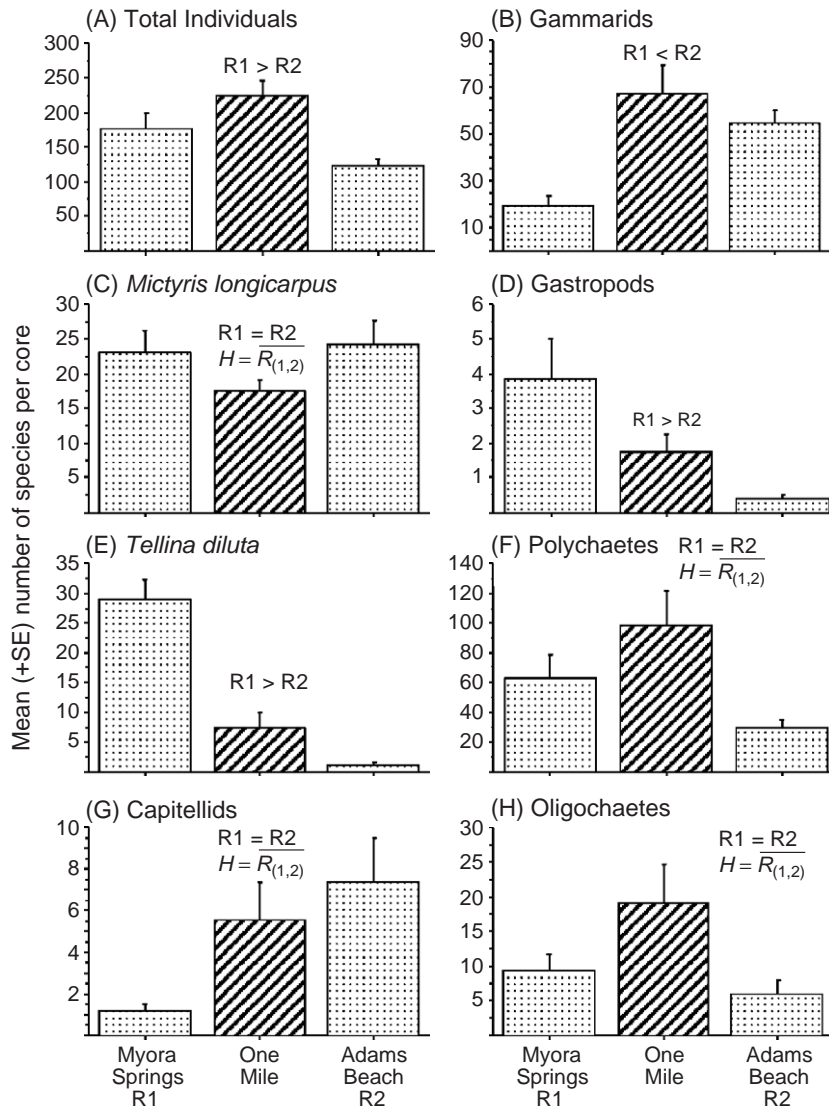 (A) Total Individuals
300
250
200
150
100
50
R1 > R2
(B) Gammarids
90
70
50
30
10
R1 < R2
Mean (+SE) number of species per core
(C) Mictyris longicarpus
30
25
20
15
10
5
R1 = R2
H = R(1,2)
(D) Gastropods
6
5
4
3
2
1
R1 > R2
(E) Tellina diluta
35
30
25
20
15
10
5
R1 > R2
(F) Polychaetes
140
120
100
80
60
40
20
R1 = R2
H = R(1,2)
(G) Capitellids
10
8
6
4
2
R1 = R2
H = R(1,2)
Myora
Springs
R1
One
Mile
Adams
Beach
R2
(H) Oligochaetes
30
25
20
15
10
5
R1 = R2
H = R(1,2)
Myora
Springs
R1
One
Mile
Adams
Beach
R2